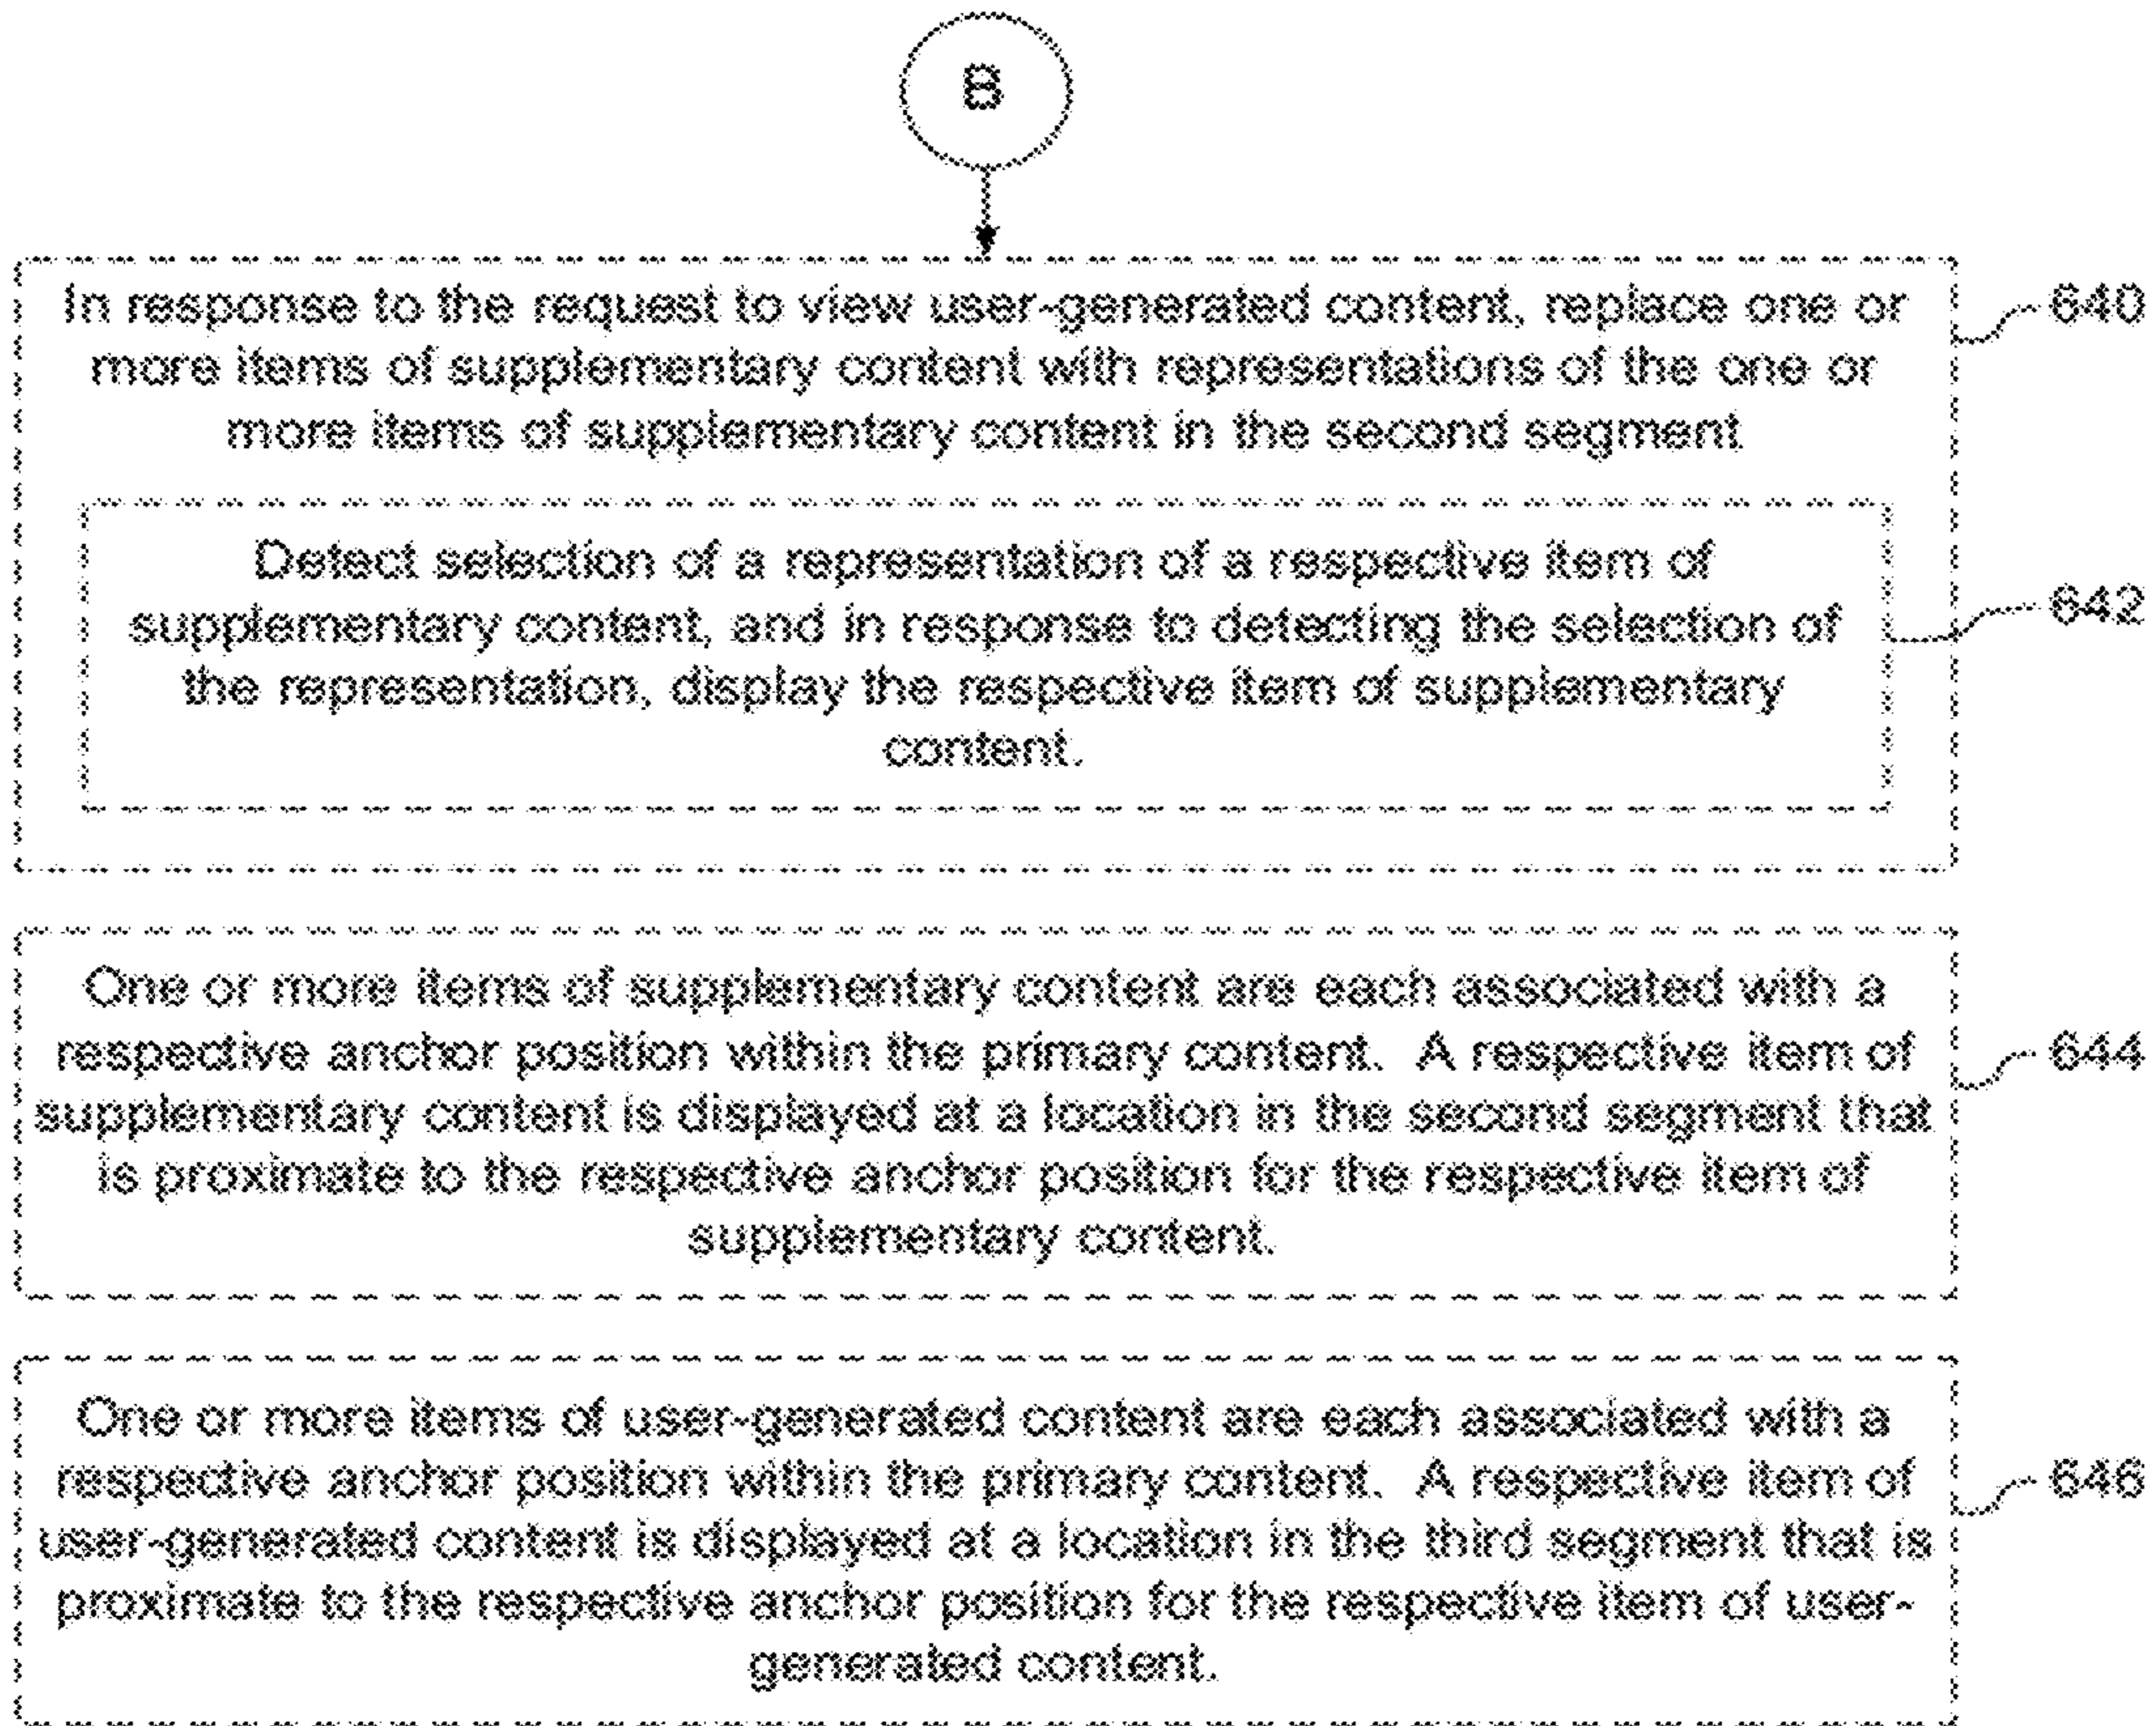 B
In response to the request to view user-generated content, replace one or
more items of supplementary content with representations of the one or
more items of supplementary content in the second segment
640
Detect selection of a representation of a respective item of
supplementary content, and in response to detecting the selection of
the representation, display the respective item of supplementary
content.
642
One or more items of supplementary content are each associated with a
respective anchor position within the primary content.  A respective item of
supplementary content is displayed at a location in the second segment that
is proximate to the respective anchor position for the respective item of
supplementary content.
644
One or more items of user-generated content are each associated with a
respective anchor position within the primary content.  A respective item of
user-generated content is displayed at a location in the third segment that is
proximate to the respective anchor position for the respective item of user-
generated content.
646